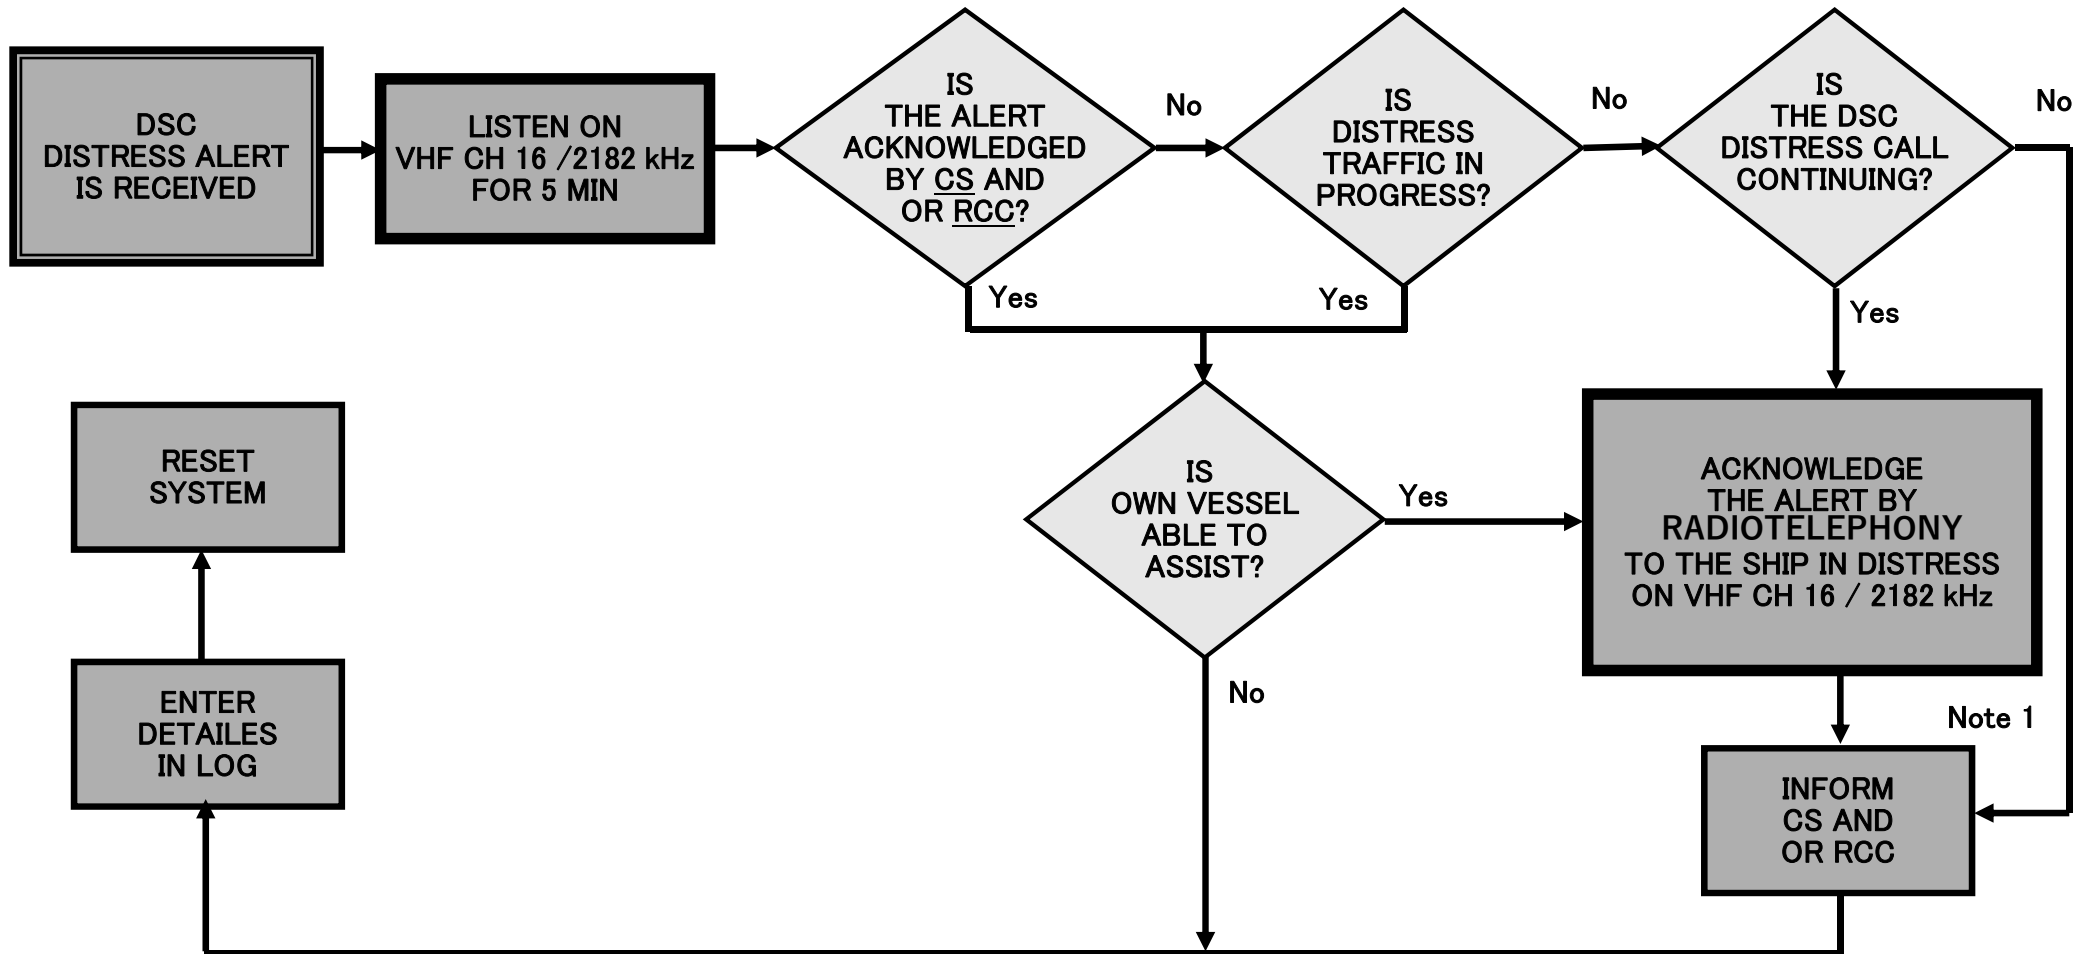 DSC
DISTRESS ALERT
IS RECEIVED
LISTEN ON
VHF CH 16 /2182 kHz
FOR 5 MIN
IS
THE ALERT
ACKNOWLEDGED
BY CS AND
OR RCC?
No
IS
DISTRESS
TRAFFIC IN
PROGRESS?
No
IS
THE DSC
DISTRESS CALL
CONTINUING?
No
Yes
Yes
Yes
IS
OWN VESSEL
ABLE TO
ASSIST?
Yes
No
ACKNOWLEDGE
THE ALERT BY
RADIOTELEPHONY
TO THE SHIP IN DISTRESS
ON VHF CH 16 / 2182 kHz
Note 1
INFORM
CS AND
OR RCC
RESET
SYSTEM
ENTER
DETAILES
IN LOG